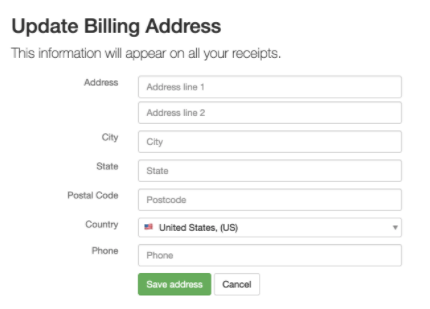 Update Billing Address
This information will appear on all your receipts.
Address
Address line 1
Address line 2
City
City
State
State
Postal Code
Postcode
Country
United States, (US)
Phone
Phone
Save address
Cancel